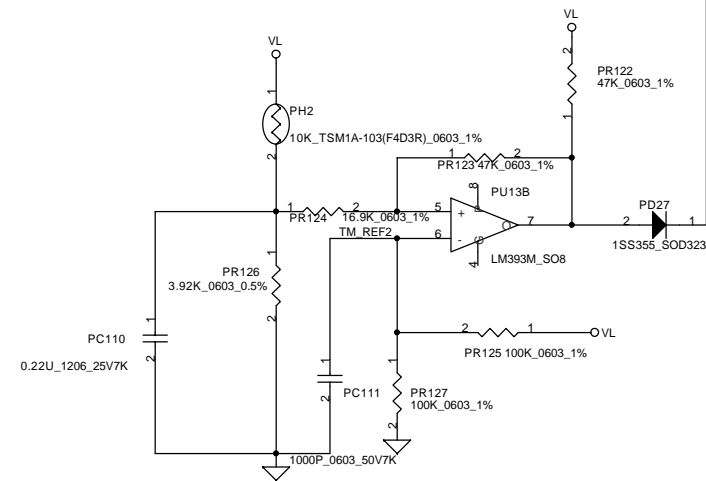 VL
VL
2
PR122
47K_0603_1%
1
1
PH2
10K_TSM1A-103(F4D3R)_0603_1%
2
1
2
PR123 47K_0603_1%
8
PU13B
1
2
PR124
16.9K_0603_1%
5
+
P
O
7
TM_REF2
6
-
G
4
LM393M_SO8
PD27
2
1
1SS355_SOD323
1
PR126
3.92K_0603_0.5%
2
1
PC110
2
0.22U_1206_25V7K
2
1
VL
PR125 100K_0603_1%
1
PC111
2
1
PR127
100K_0603_1%
2
1000P_0603_50V7K